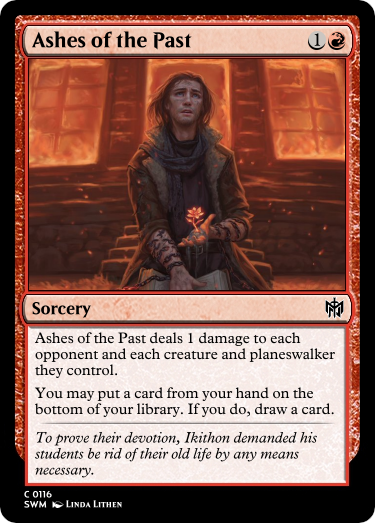 Ashes of the Past 1
Sorcery
Ashes of the Past deals 1 damage to each
opponent and each creature and planeswalker
they control.
You may put a card from your hand on the
bottom of your library. If you do, draw a card.
To prove their devotion, Ikithon demanded his
students be rid of their old life by any means
necessary.
C 0116
SWM Linda Lithen